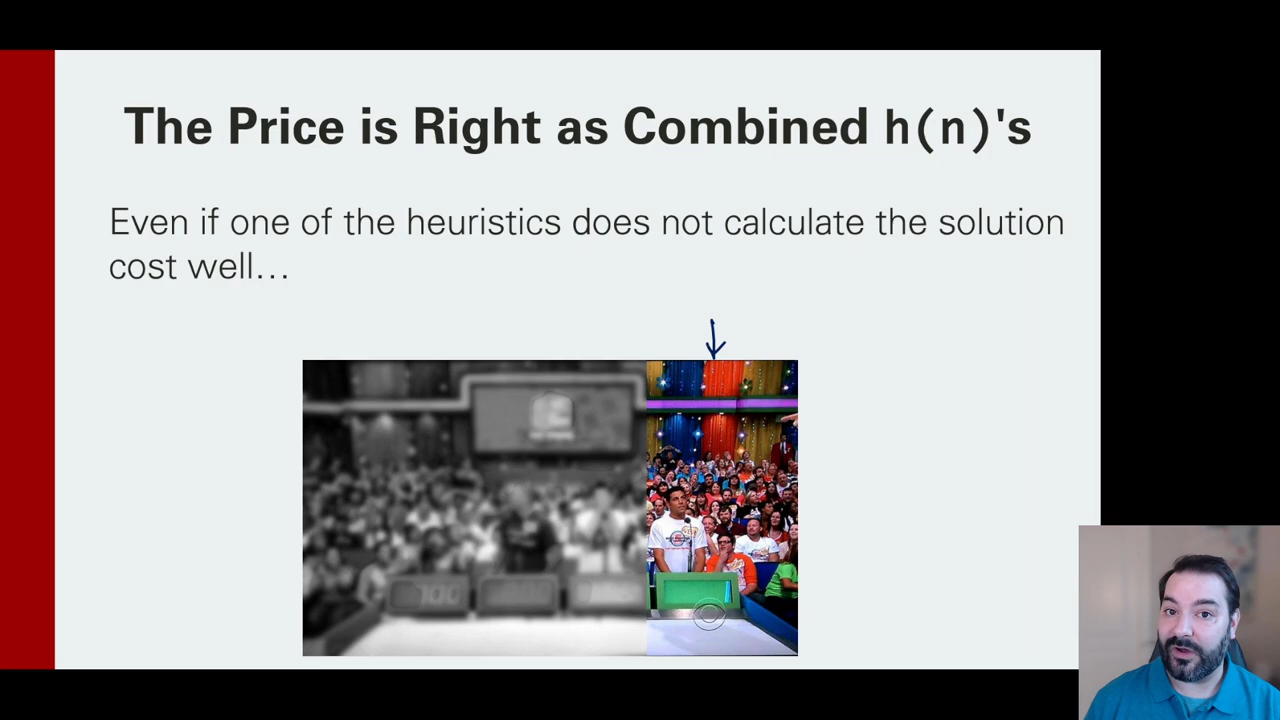 The Price is Right as Combined h(n)'s
Even if one of the heuristics does not calculate the solution
cost well…